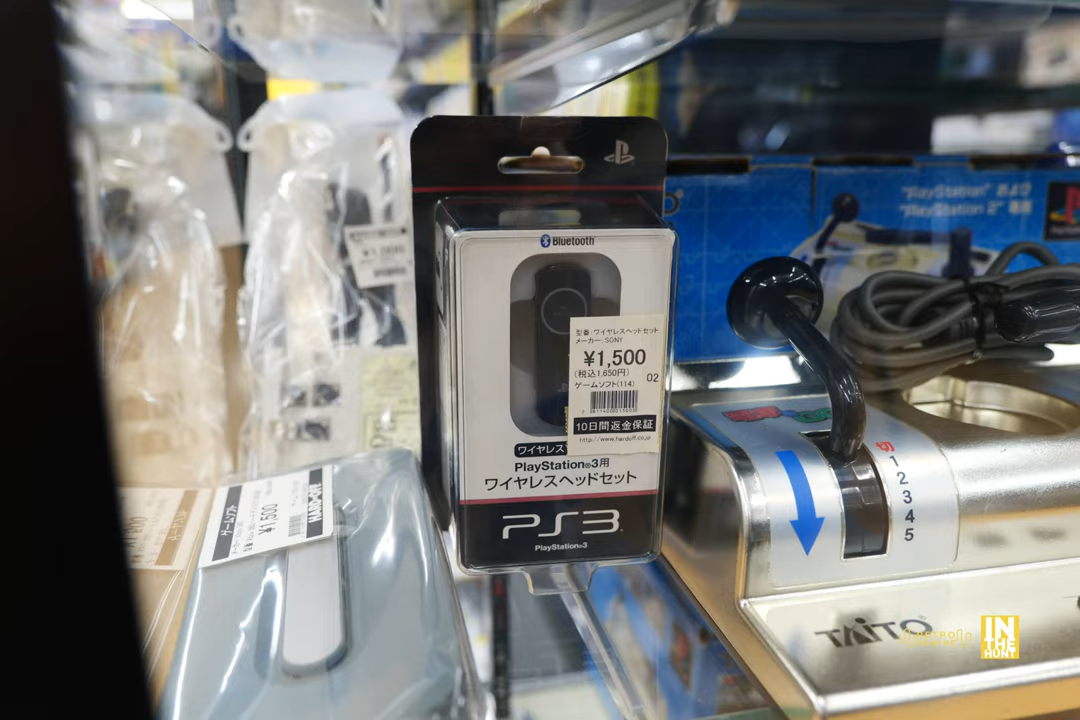 Bluetooth
型番:ワイヤレスヘッドセット
メーカー:SONY
¥1,500
(税込1,650円)
ゲームソフト(114)
02
10日間返金保証
http://www.hardoff.co.jp
ワイヤレス
PlayStation®3用
ワイヤレスヘッドセット
PS3
PlayStation®3
ゲームソフト
¥1,500
HARD-OFF
"PlayStation" および
"PlayStation 2" 専用
切
1
2
3
4
5
TAITO
IN
THE
HUNT